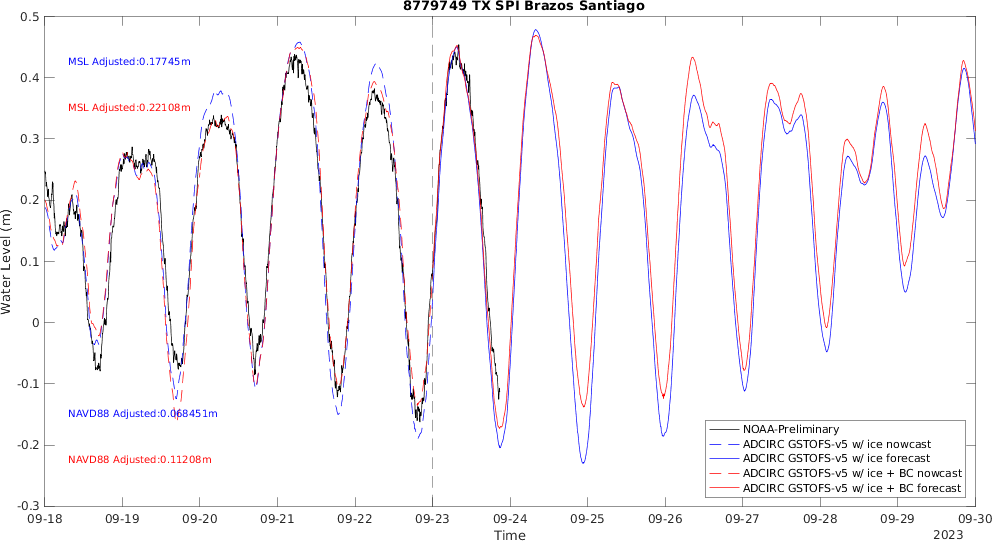 8779749 TX SPI Brazos Santiago
0.5
0.4
0.3
0.2
0.1
0
-0.1
-0.2
-0.3
Water Level (m)
MSL Adjusted:0.17745m
MSL Adjusted:0.22108m
NAVD88 Adjusted:0.068451m
NAVD88 Adjusted:0.11208m
NOAA-Preliminary
ADCIRC GSTOFS-v5 w/ ice nowcast
ADCIRC GSTOFS-v5 w/ ice forecast
ADCIRC GSTOFS-v5 w/ ice + BC nowcast
ADCIRC GSTOFS-v5 w/ ice + BC forecast
09-18 09-19 09-20 09-21 09-22 09-23 09-24 09-25 09-26 09-27 09-28 09-29 09-30
Time
2023